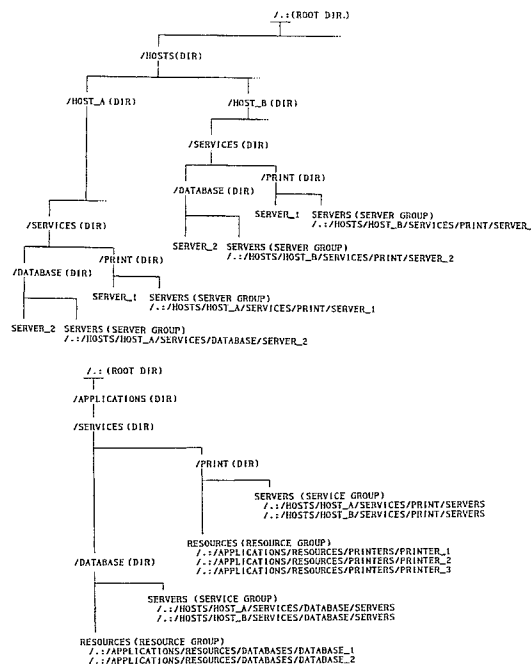 /.:(ROOT DIR.)
/HOSTS(DIR)
/HOST_A (DIR)
/HOST_B (DIR)
/SERVICES (DIR)
/PRINT (DIR)
/DATABASE (DIR)
SERVER_1 SERVERS (SERVER GROUP)
/.:/HOSTS/HOST_B/SERVICES/PRINT/SERVER_
/SERVICES (DIR)
SERVER_2 SERVERS (SERVER GROUP)
/.:/HOSTS/HOST_B/SERVICES/PRINT/SERVER_2
/PRINT (DIR)
/DATABASE (DIR)
SERVER_1 SERVERS (SERVER GROUP)
/.:/HOSTS/HOST_A/SERVICES/PRINT/SERVER_1
SERVER_2 SERVERS (SERVER GROUP)
/.:/HOSTS/HOST_A/SERVICES/DATABASE/SERVER_2
/.: (ROOT DIR)
/APPLICATIONS (DIR)
/SERVICES (DIR)
/PRINT (DIR)
SERVERS (SERVICE GROUP)
/.:/HOSTS/HOST_A/SERVICES/PRINT/SERVERS
/.:/HOSTS/HOST_B/SERVICES/PRINT/SERVERS
RESOURCES (RESOURCE GROUP)
/.:/APPLICATIONS/RESOURCES/PRINTERS/PRINTER_1
/.:/APPLICATIONS/RESOURCES/PRINTERS/PRINTER_2
/.:/APPLICATIONS/RESOURCES/PRINTERS/PRINTER_3
/DATABASE (DIR)
SERVERS (SERVICE GROUP)
/.:/HOSTS/HOST_A/SERVICES/DATABASE/SERVERS
/.:/HOSTS/HOST_B/SERVICES/DATABASE/SERVERS
RESOURCES (RESOURCE GROUP)
/.:/APPLICATIONS/RESOURCES/DATABASES/DATABASE_1
/.:/APPLICATIONS/RESOURCES/DATABASES/DATABASE_2